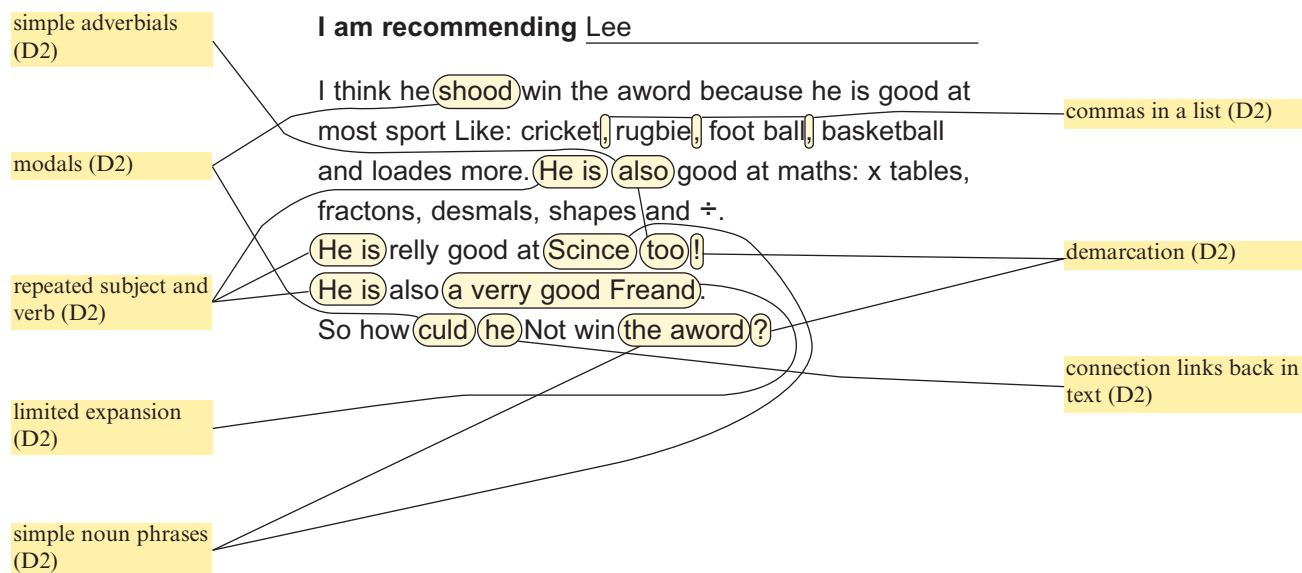 simple adverbials
(D2)
modals (D2)
repeated subject and
verb (D2)
limited expansion
(D2)
simple noun phrases
(D2)
I am recommending Lee
I think he shood win the aword because he is good at
most sport Like: cricket, rugbie, foot ball, basketball
and loades more. He is also good at maths: x tables,
fractons, desmals, shapes and ÷.
He is relly good at Scince too!
He is also a verry good Freand.
So how culd he Not win the aword?
commas in a list (D2)
demarcation (D2)
connection links back in
text (D2)